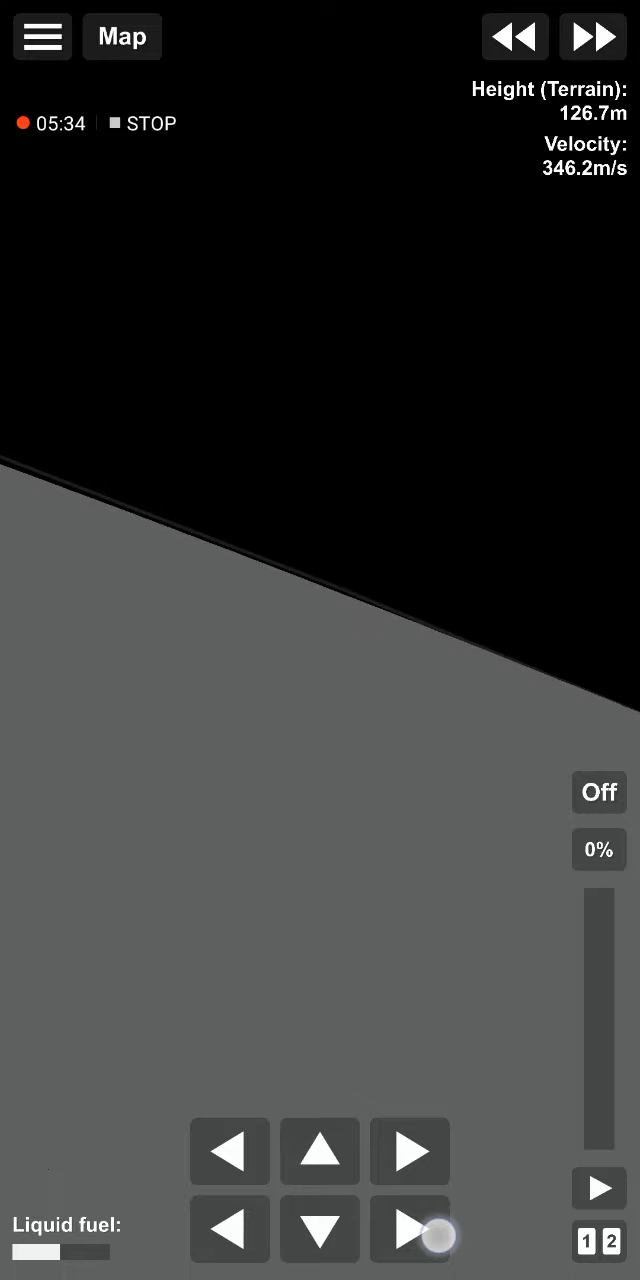 Map
Height (Terrain):
126.7m
05:34
STOP
Velocity:
346.2m/s
Off
0%
Liquid fuel:
1 2